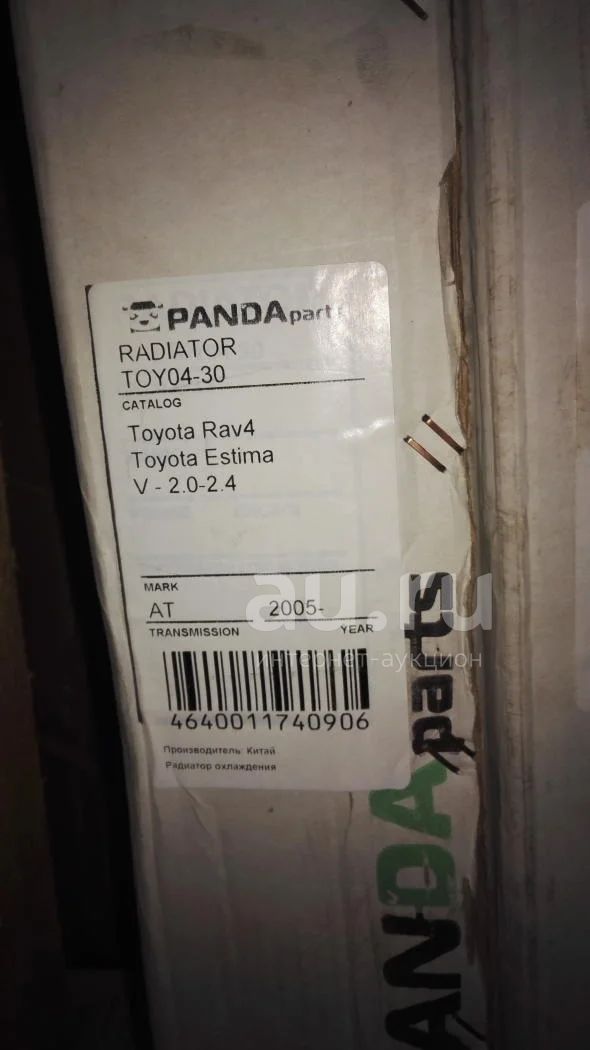 PANDA parts
RADIATOR
TOY04-30
CATALOG
Toyota Rav4
Toyota Estima
V - 2.0-2.4
MARK
AT 2005-
TRANSMISSION YEAR
4640011740906
Производитель: Китай
Радиатор охлаждения
au.ru
интернет-аукцион
PANDA parts